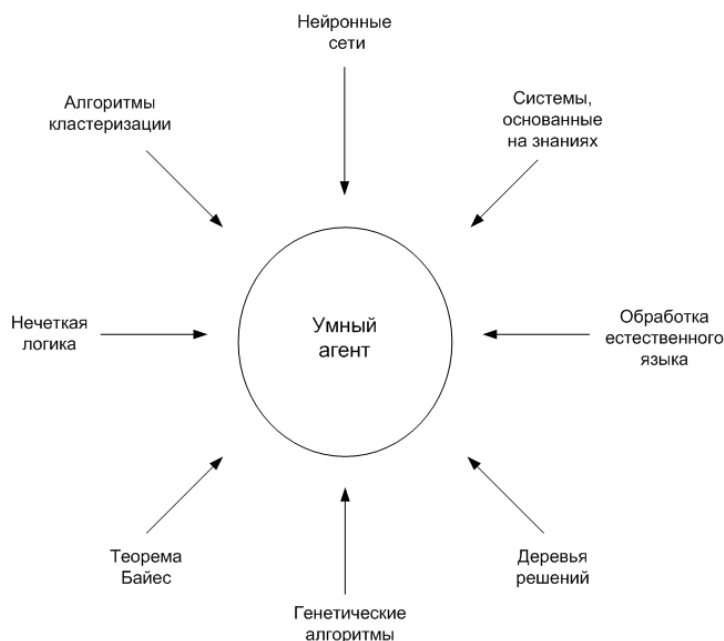 Нейронные
сети
Алгоритмы
кластеризации
Системы,
основанные
на знаниях
Нечеткая
логика
Умный
агент
Обработка
естественного
языка
Теорема
Байес
Генетические
алгоритмы
Деревья
решений